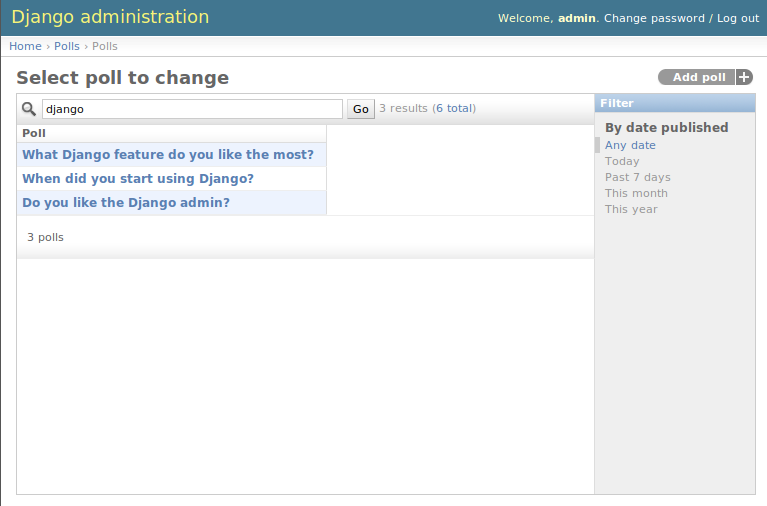 Django administration
Welcome, admin. Change password / Log out
Home › Polls › Polls
Select poll to change
Add poll +
django
Go
3 results (6 total)
Poll
What Django feature do you like the most?
When did you start using Django?
Do you like the Django admin?
3 polls
Filter
By date published
Any date
Today
Past 7 days
This month
This year